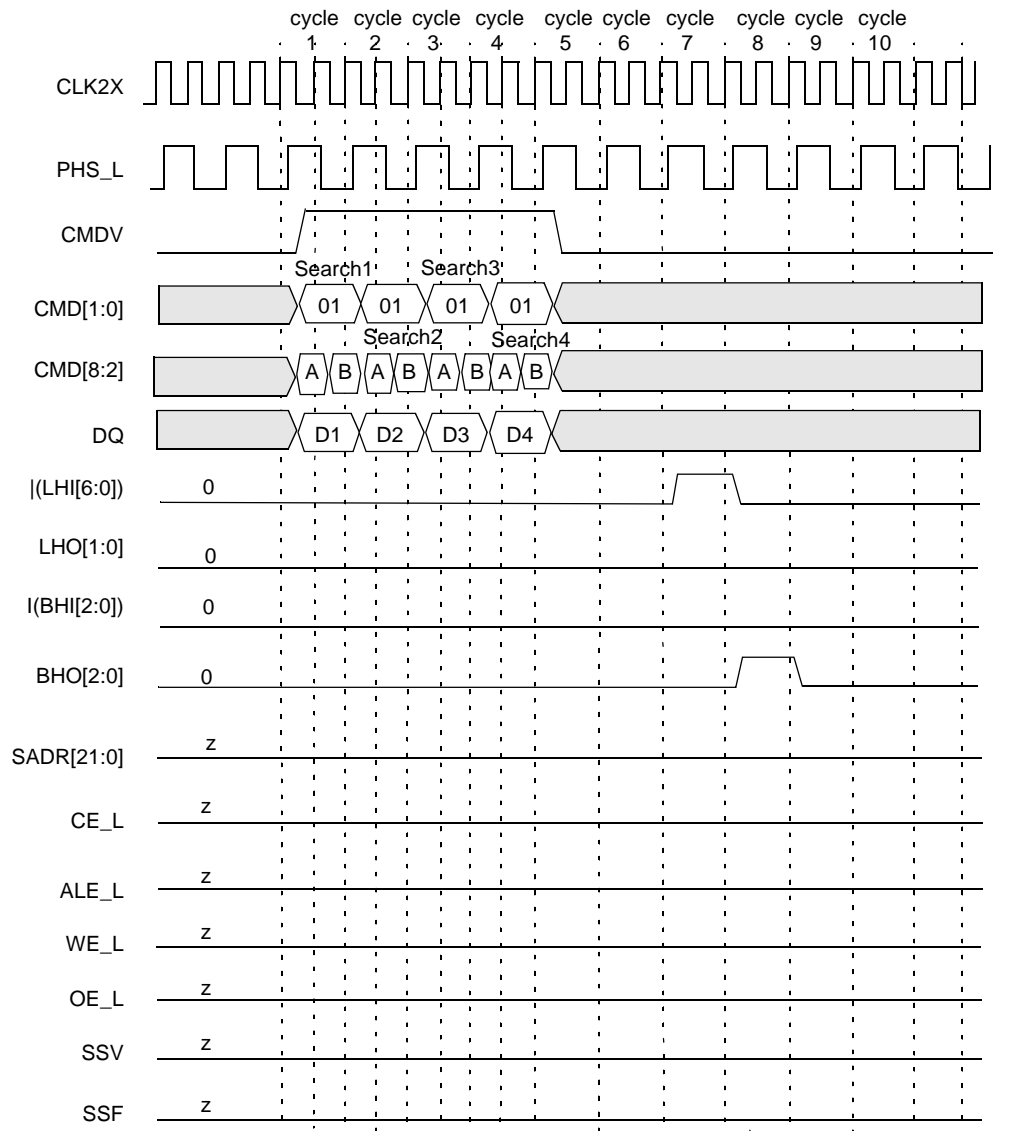 cycle cycle cycle cycle cycle cycle cycle cycle cycle cycle
1 2 3 4 5 6 7 8 9 10
CLK2X
PHS_L
CMDV
Search1 Search3
CMD[1:0] 01 01 01 01
Search2 Search4
CMD[8:2] A B A B A B A B
DQ D1 D2 D3 D4
|(LHI[6:0]) 0
LHO[1:0] 0
I(BHI[2:0]) 0
BHO[2:0] 0
SADR[21:0] z
CE_L z
ALE_L z
WE_L z
OE_L z
SSV z
SSF z